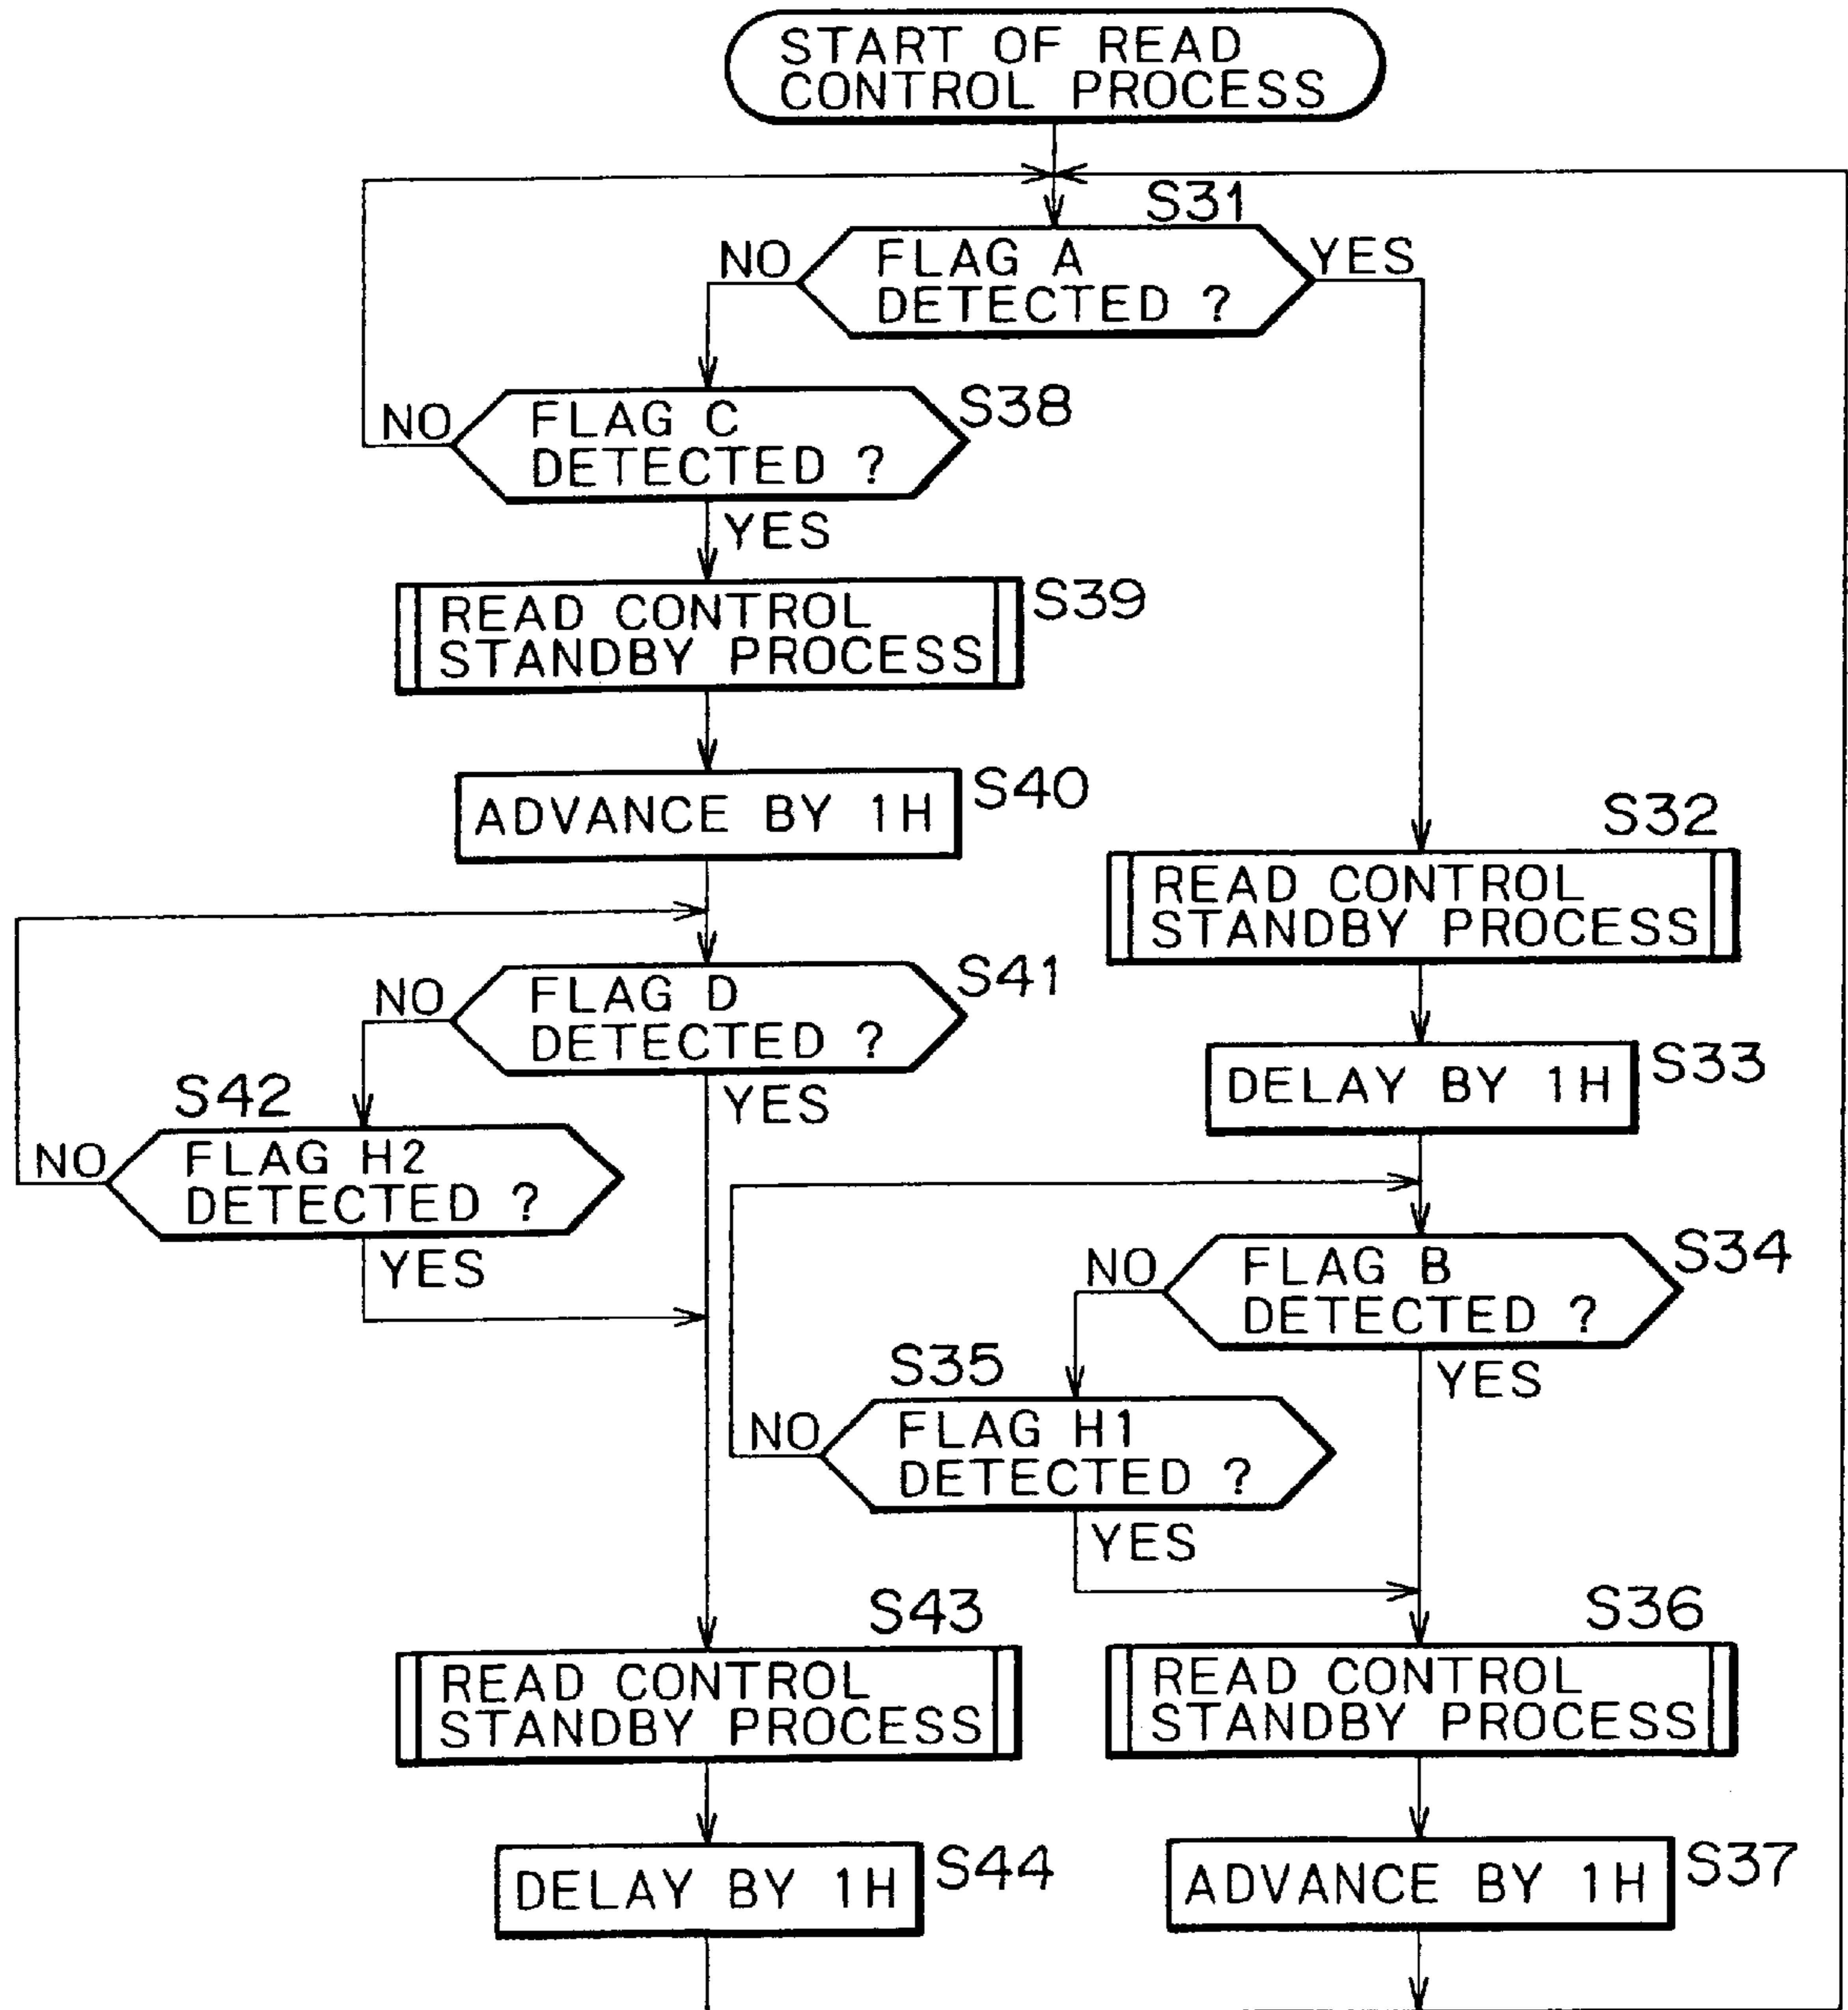 START OF READ
CONTROL PROCESS
S31
NO
FLAG A
DETECTED ?
YES
NO
FLAG C
DETECTED ?
S38
YES
READ CONTROL
STANDBY PROCESS
S39
ADVANCE BY 1H
S40
S32
READ CONTROL
STANDBY PROCESS
NO
FLAG D
DETECTED ?
S41
YES
DELAY BY 1H
S33
S42
NO
FLAG H2
DETECTED ?
YES
NO
FLAG B
DETECTED ?
S34
YES
S35
NO
FLAG H1
DETECTED ?
YES
S43
READ CONTROL
STANDBY PROCESS
S36
READ CONTROL
STANDBY PROCESS
DELAY BY 1H
S44
ADVANCE BY 1H
S37